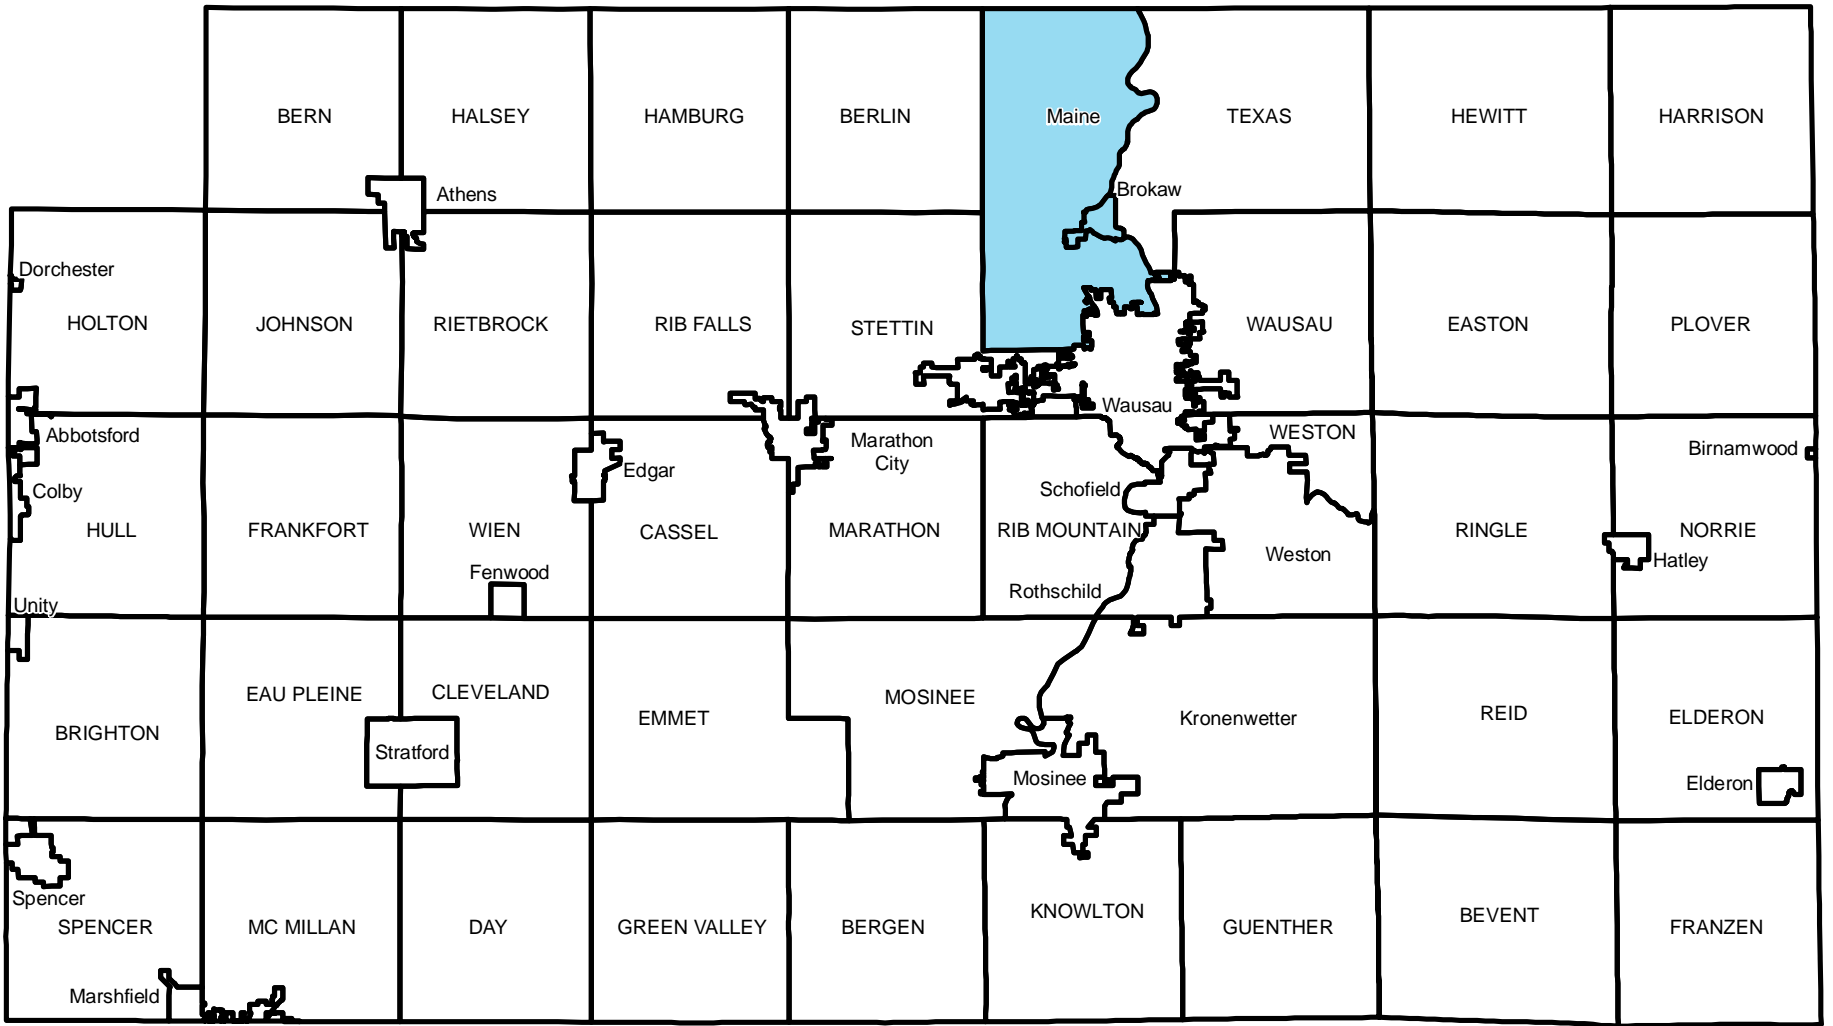 BERN
HALSEY
HAMBURG
BERLIN
Maine
TEXAS
HEWITT
HARRISON
Athens
Brokaw
Dorchester
HOLTON
JOHNSON
RIETBROCK
RIB FALLS
STETTIN
WAUSAU
EASTON
PLOVER
Abbotsford
Wausau
WESTON
Marathon
City
Birnamwood
Edgar
Colby
Schofield
HULL
FRANKFORT
WIEN
CASSEL
MARATHON
RIB MOUNTAIN
Weston
RINGLE
NORRIE
Hatley
Fenwood
Unity
Rothschild
BRIGHTON
EAU PLEINE
CLEVELAND
EMMET
MOSINEE
Kronenwetter
REID
ELDERON
Stratford
Mosinee
Elderon
Spencer
SPENCER
MC MILLAN
DAY
GREEN VALLEY
BERGEN
KNOWLTON
GUENTHER
BEVENT
FRANZEN
Marshfield